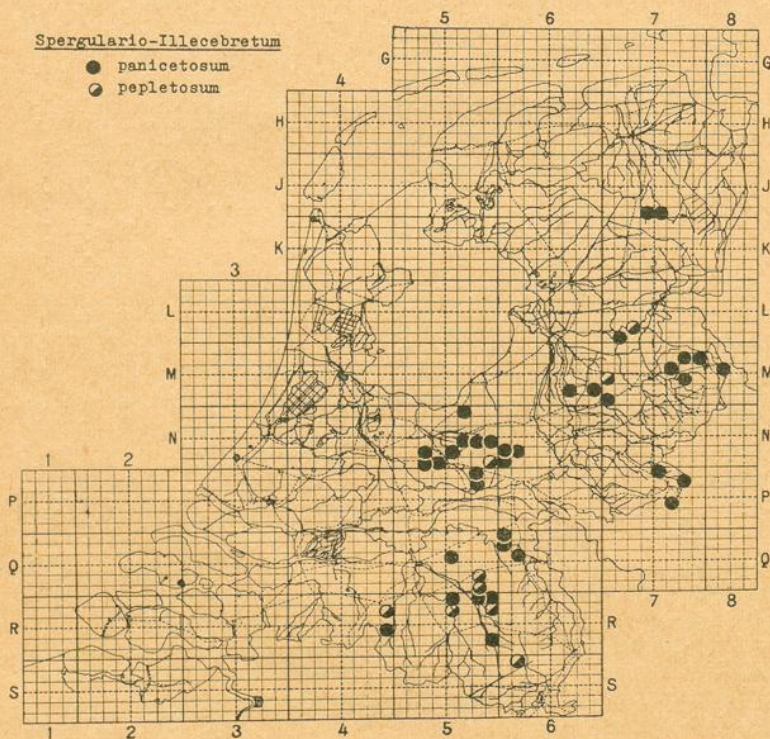 Spergulario-Illecebretum
panicetosum
pepletosum
5 6 7 8
G G
4
H H
J J
K K
3
L L
M M
N N
1 2
P P
Q Q
7 8
R R
S S
1 2 3 4 5 6